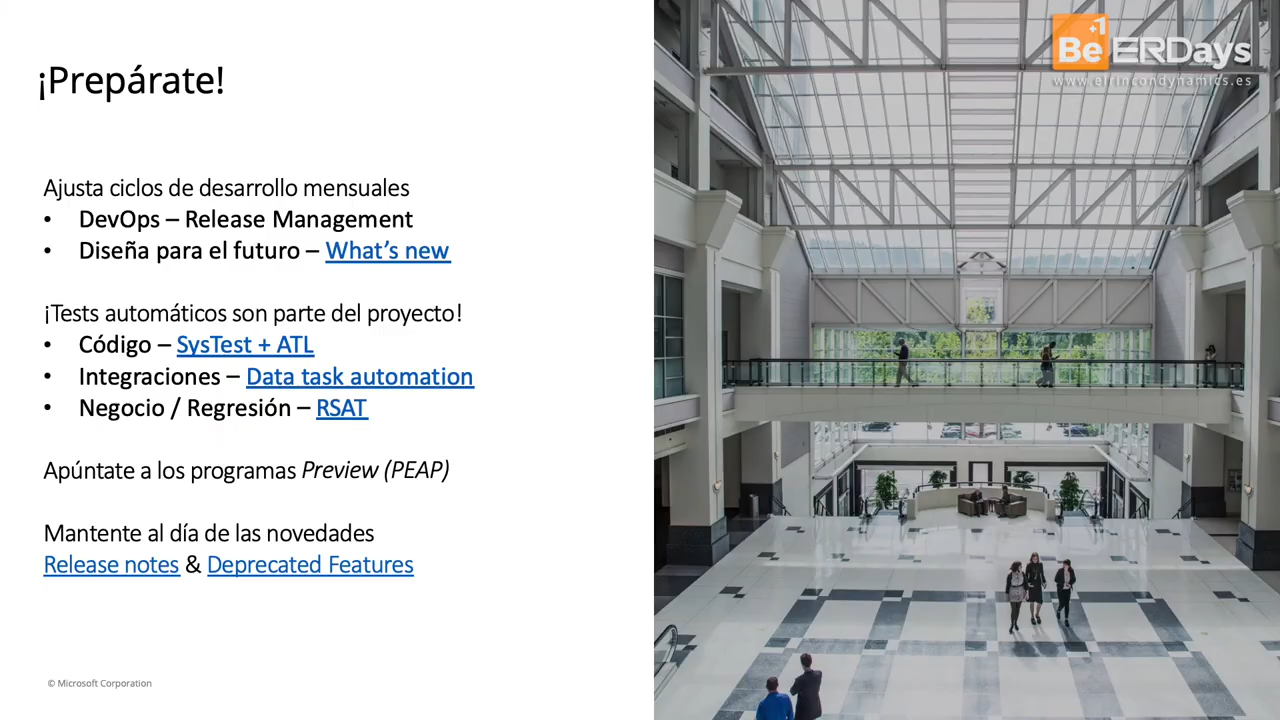 ¡Prepárate!
Ajusta ciclos de desarrollo mensuales
• DevOps – Release Management
• Diseña para el futuro – What's new
¡Tests automáticos son parte del proyecto!
• Código – SysTest + ATL
• Integraciones – Data task automation
• Negocio / Regresión – RSAT
Apúntate a los programas Preview (PEAP)
Mantente al día de las novedades
Release notes & Deprecated Features
© Microsoft Corporation
Be+1 ERDays
www.elrincondynamics.es